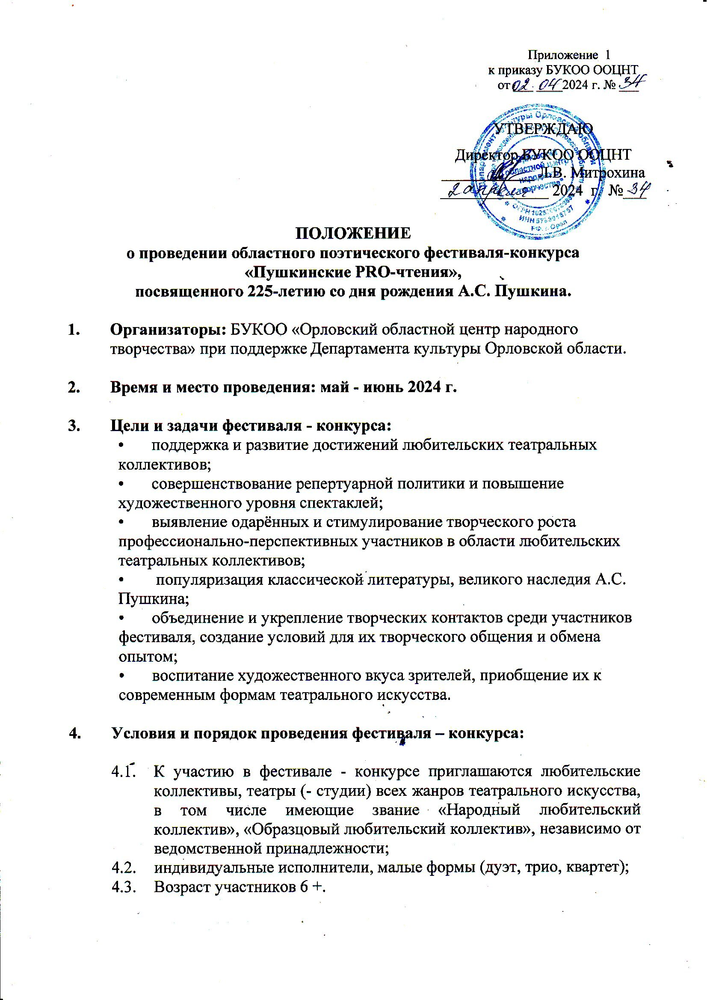 Приложение 1
к приказу БУКОО ООЦНТ
от 02. 04 2024 г. № 34
УТВЕРЖДАЮ
Директор БУКОО ООЦНТ
Л.В. Митрохина
2 апреля 2024 г. № 34
ПОЛОЖЕНИЕ
о проведении областного поэтического фестиваля-конкурса
«Пушкинские PRO-чтения»,
посвященного 225-летию со дня рождения А.С. Пушкина.
1. Организаторы: БУКОО «Орловский областной центр народного
творчества» при поддержке Департамента культуры Орловской области.
2. Время и место проведения: май - июнь 2024 г.
3. Цели и задачи фестиваля - конкурса:
• поддержка и развитие достижений любительских театральных
коллективов;
• совершенствование репертуарной политики и повышение
художественного уровня спектаклей;
• выявление одарённых и стимулирование творческого роста
профессионально-перспективных участников в области любительских
театральных коллективов;
• популяризация классической литературы, великого наследия А.С.
Пушкина;
• объединение и укрепление творческих контактов среди участников
фестиваля, создание условий для их творческого общения и обмена
опытом;
• воспитание художественного вкуса зрителей, приобщение их к
современным формам театрального искусства.
4. Условия и порядок проведения фестиваля – конкурса:
4.1. К участию в фестивале - конкурсе приглашаются любительские
коллективы, театры (- студии) всех жанров театрального искусства,
в том числе имеющие звание «Народный любительский
коллектив», «Образцовый любительский коллектив», независимо от
ведомственной принадлежности;
4.2. индивидуальные исполнители, малые формы (дуэт, трио, квартет);
4.3. Возраст участников 6 +.